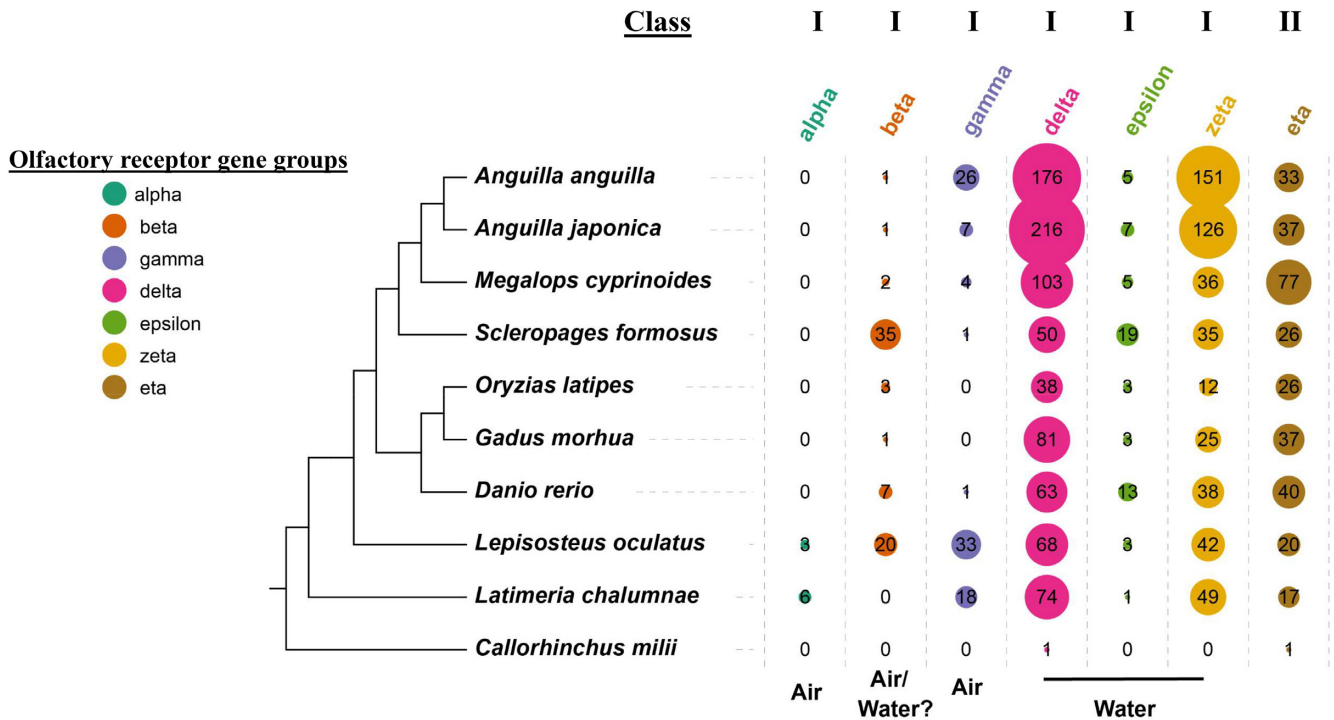 Class I I I I I I II
alpha beta gamma delta epsilon zeta eta
Olfactory receptor gene groups
alpha
beta
gamma
delta
epsilon
zeta
eta
Anguilla anguilla 0 1 26 176 5 151 33
Anguilla japonica 0 1 7 216 7 126 37
Megalops cyprinoides 0 2 4 103 5 36 77
Scleropages formosus 0 35 1 50 19 35 26
Oryzias latipes 0 3 0 38 3 12 26
Gadus morhua 0 1 0 81 3 25 37
Danio rerio 0 7 1 63 13 38 40
Lepisosteus oculatus 3 20 33 68 3 42 20
Latimeria chalumnae 6 0 18 74 1 49 17
Callorhinchus milii 0 0 0 1 0 0 1
Air Air/ Air
Water? Water